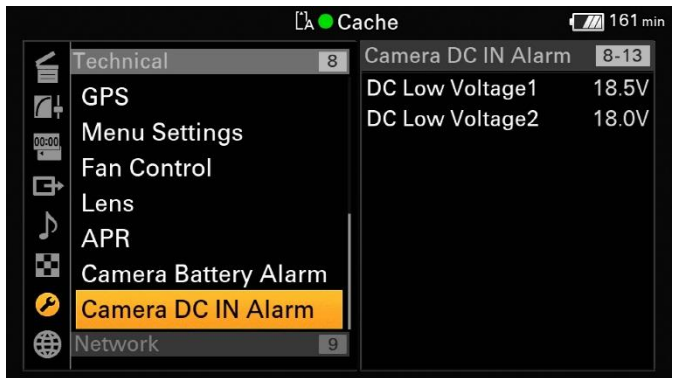 A Cache 161 min
Technical 8
GPS
Menu Settings
Fan Control
Lens
APR
Camera Battery Alarm
Camera DC IN Alarm
Network 9
Camera DC IN Alarm 8-13
DC Low Voltage1 18.5V
DC Low Voltage2 18.0V
00:00